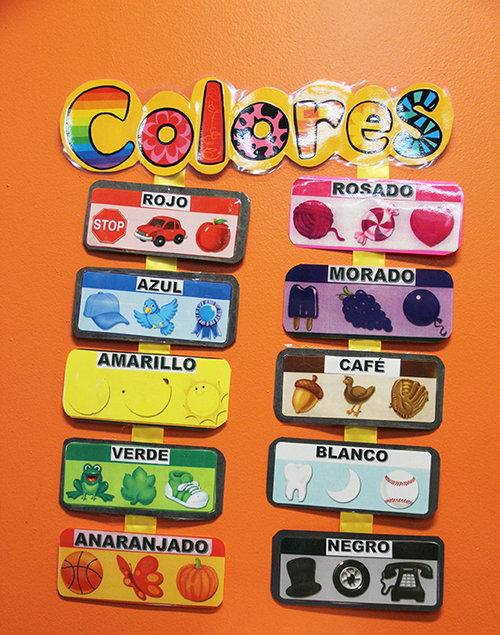 Colores
ROJO
STOP
AZUL
AMARILLO
VERDE
ANARANJADO
ROSADO
MORADO
CAFÉ
BLANCO
NEGRO